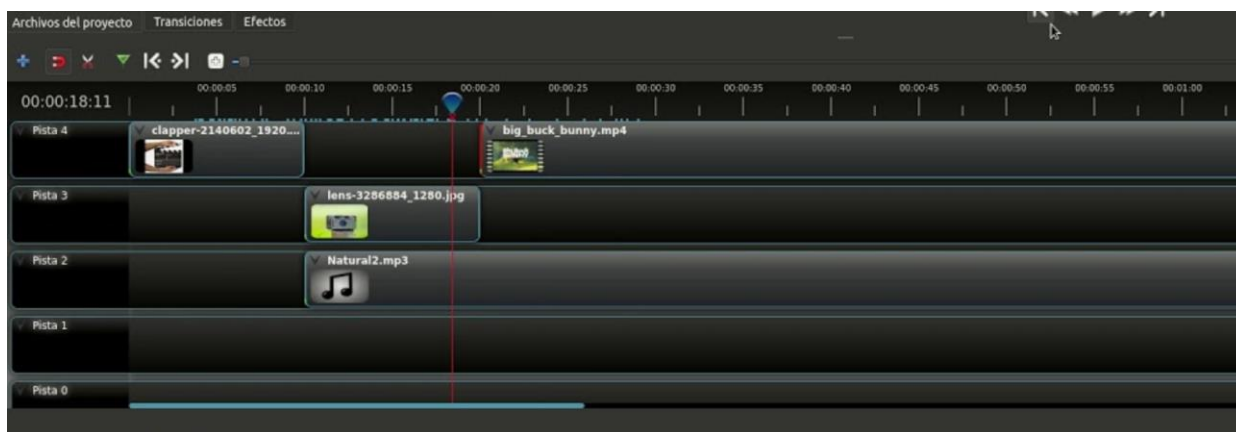 Archivos del proyecto Transiciones Efectos
00:00:18:11
00:00:05 00:00:10 00:00:15 00:00:20 00:00:25 00:00:30 00:00:35 00:00:40 00:00:45 00:00:50 00:00:55 00:01:00
Pista 4 clapper-2140602_1920.... big_buck_bunny.mp4
Pista 3 lens-3286884_1280.jpg
Pista 2 Natural2.mp3
Pista 1
Pista 0